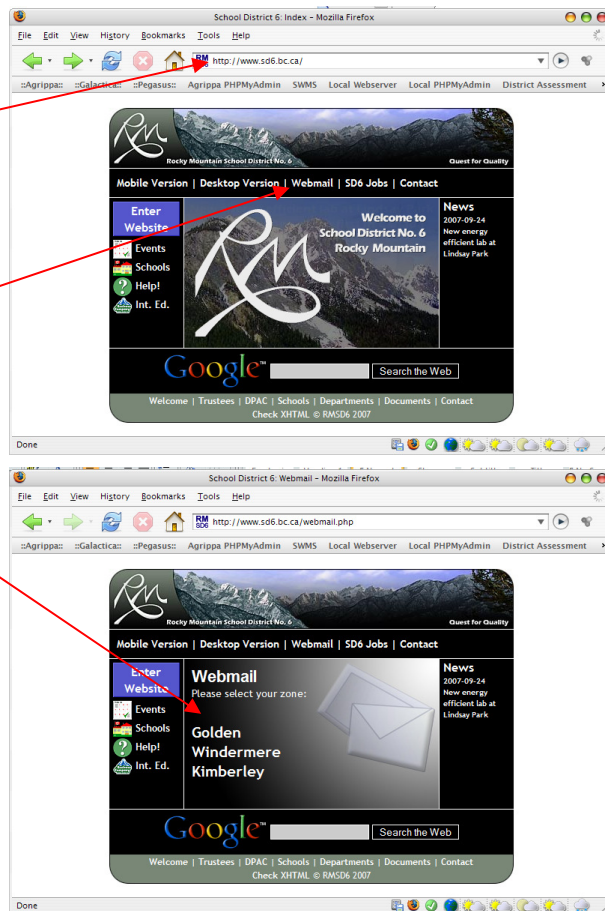 School District 6: Index - Mozilla Firefox
File Edit View History Bookmarks Tools Help
RM SD6 http://www.sd6.bc.ca/
::Agrippa:: ::Galactica:: ::Pegasus:: Agrippa PHPMyAdmin SWMS Local Webserver Local PHPMyAdmin District Assessment
RM
Rocky Mountain School District No. 6 Quest for Quality
Mobile Version | Desktop Version | Webmail | SD6 Jobs | Contact
Enter
Website
Events
Schools
Help!
Int. Ed.
RM
Welcome to
School District No. 6
Rocky Mountain
News
2007-09-24
New energy
efficient lab at
Lindsay Park
Google™ Search the Web
Welcome | Trustees | DPAC | Schools | Departments | Documents | Contact
Check XHTML © RMSD6 2007
Done
School District 6: Webmail - Mozilla Firefox
File Edit View History Bookmarks Tools Help
RM SD6 http://www.sd6.bc.ca/webmail.php
::Agrippa:: ::Galactica:: ::Pegasus:: Agrippa PHPMyAdmin SWMS Local Webserver Local PHPMyAdmin District Assessment
RM
Rocky Mountain School District No. 6 Quest for Quality
Mobile Version | Desktop Version | Webmail | SD6 Jobs | Contact
Enter
Website
Events
Schools
Help!
Int. Ed.
Webmail
Please select your zone:
Golden
Windermere
Kimberley
News
2007-09-24
New energy
efficient lab at
Lindsay Park
Google™ Search the Web
Welcome | Trustees | DPAC | Schools | Departments | Documents | Contact
Check XHTML © RMSD6 2007
Done